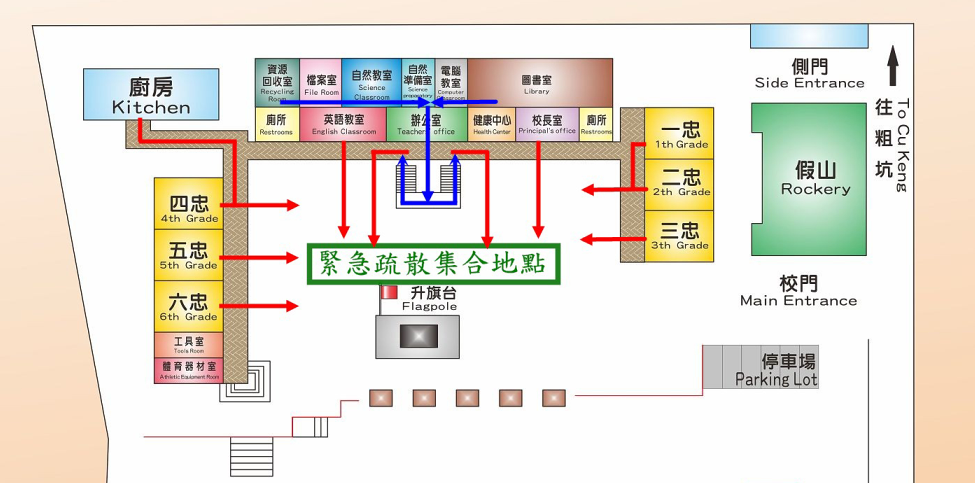 側門
Side Entrance
往粗坑
To Cu Keng
廚房
Kitchen
資源
回收室
Recycling
Room
檔案室
File Room
自然教室
Science
Classroom
自然
準備室
Science
preparatory
電腦
教室
Computer
Classroom
圖書室
Library
廁所
Restrooms
英語教室
English Classroom
辦公室
Teachers' office
健康中心
Health Center
校長室
Principal's office
廁所
Restrooms
一忠
1th Grade
二忠
2th Grade
三忠
3th Grade
假山
Rockery
四忠
4th Grade
五忠
5th Grade
六忠
6th Grade
工具室
Tools Room
體育器材室
Athletic Equipment Room
緊急疏散集合地點
升旗台
Flagpole
校門
Main Entrance
停車場
Parking Lot